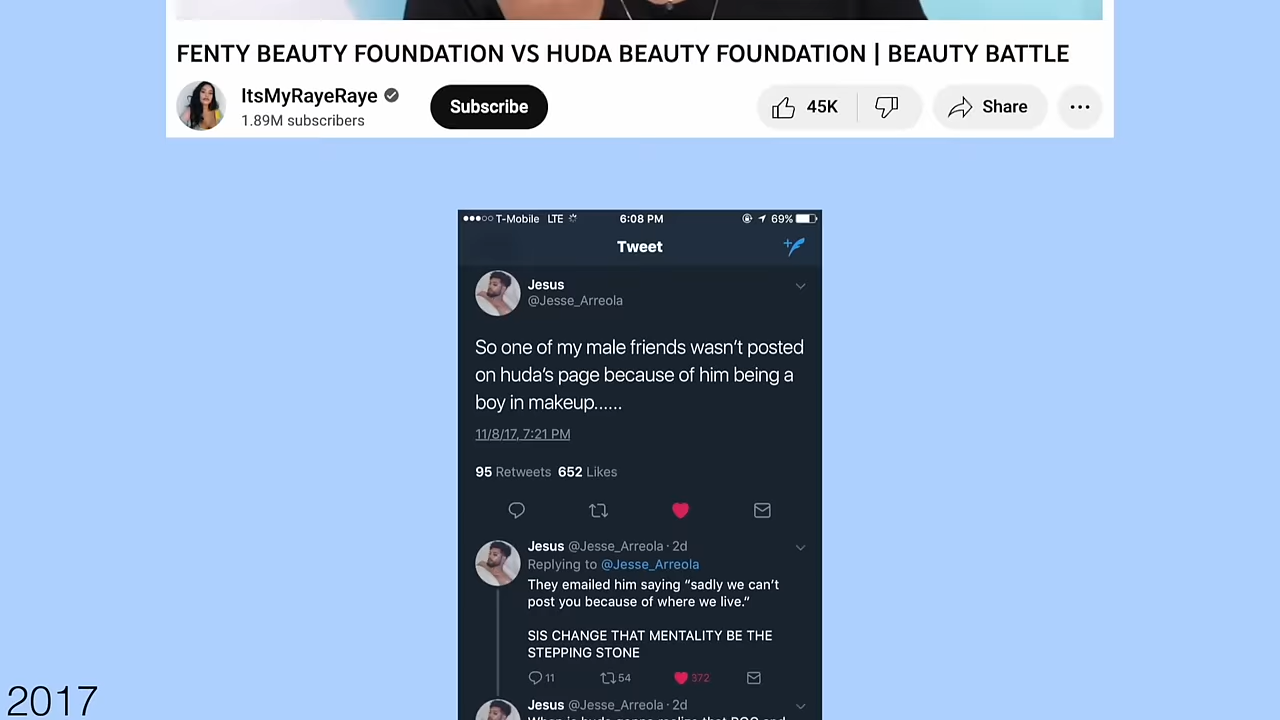 FENTY BEAUTY FOUNDATION VS HUDA BEAUTY FOUNDATION | BEAUTY BATTLE
ItsMyRayeRaye
1.89M subscribers
Subscribe
45K
Share
T-Mobile LTE 6:08 PM 69%
Tweet
Jesus
@Jesse_Arreola
So one of my male friends wasn't posted
on huda's page because of him being a
boy in makeup......
11/8/17, 7:21 PM
95 Retweets 652 Likes
Jesus @Jesse_Arreola · 2d
Replying to @Jesse_Arreola
They emailed him saying "sadly we can't
post you because of where we live."
SIS CHANGE THAT MENTALITY BE THE
STEPPING STONE
11 54 372
Jesus @Jesse_Arreola · 2d
2017